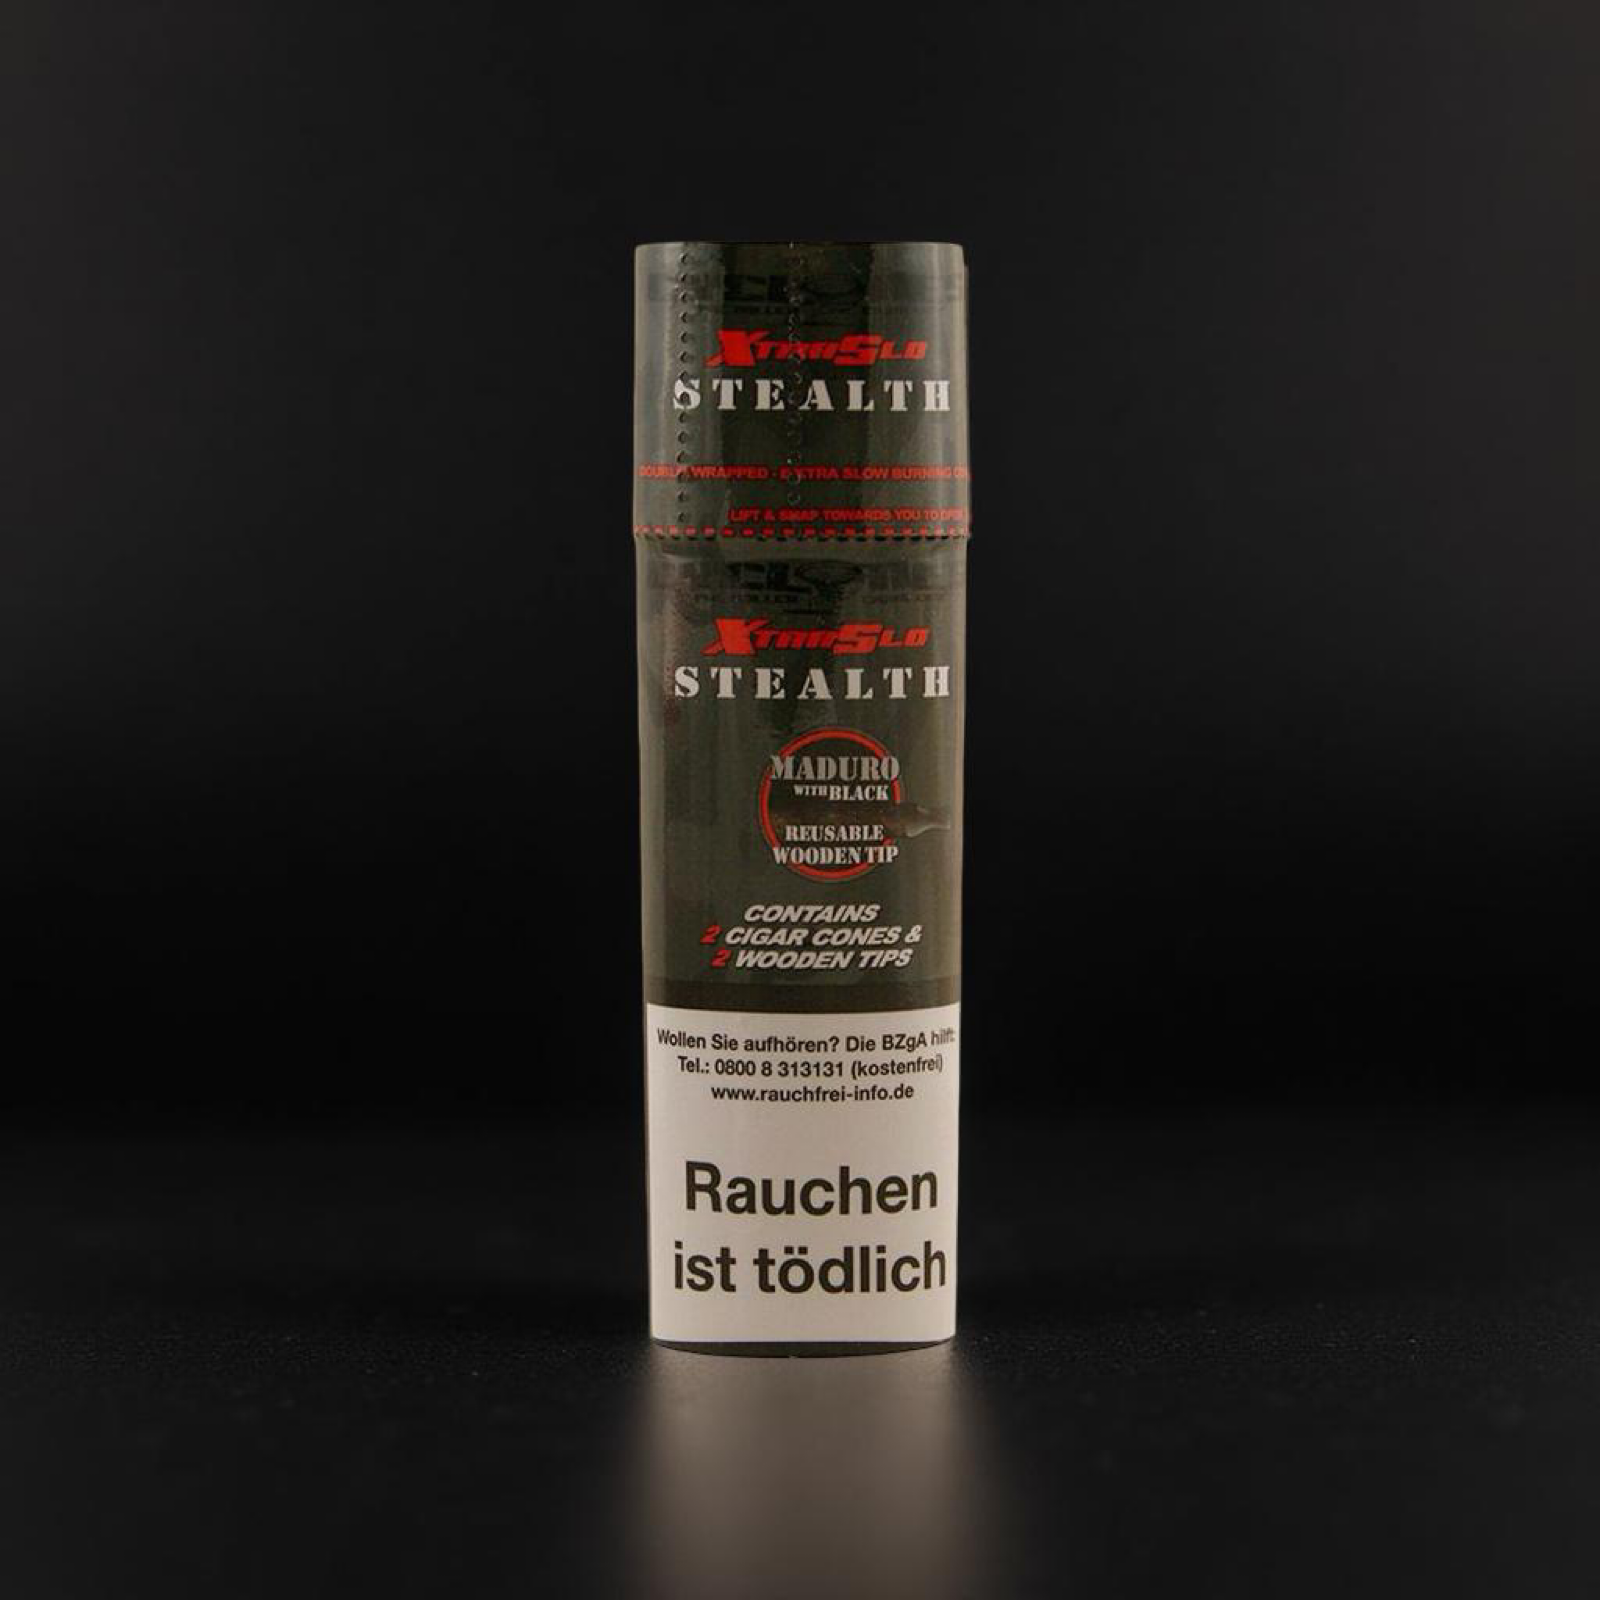 XTRASLO
STEALTH
DOUBLE WRAPPED - EXTRA SLOW BURNING
LIFT & SNAP TOWARDS YOU TO OPEN
XTRASLO
STEALTH
MADURO
WITH BLACK
REUSABLE
WOODEN TIP
CONTAINS
2 CIGAR CONES &
2 WOODEN TIPS
Wollen Sie aufhören? Die BZgA hilft.
Tel.: 0800 8 313131 (kostenfrei)
www.rauchfrei-info.de
Rauchen
ist tödlich